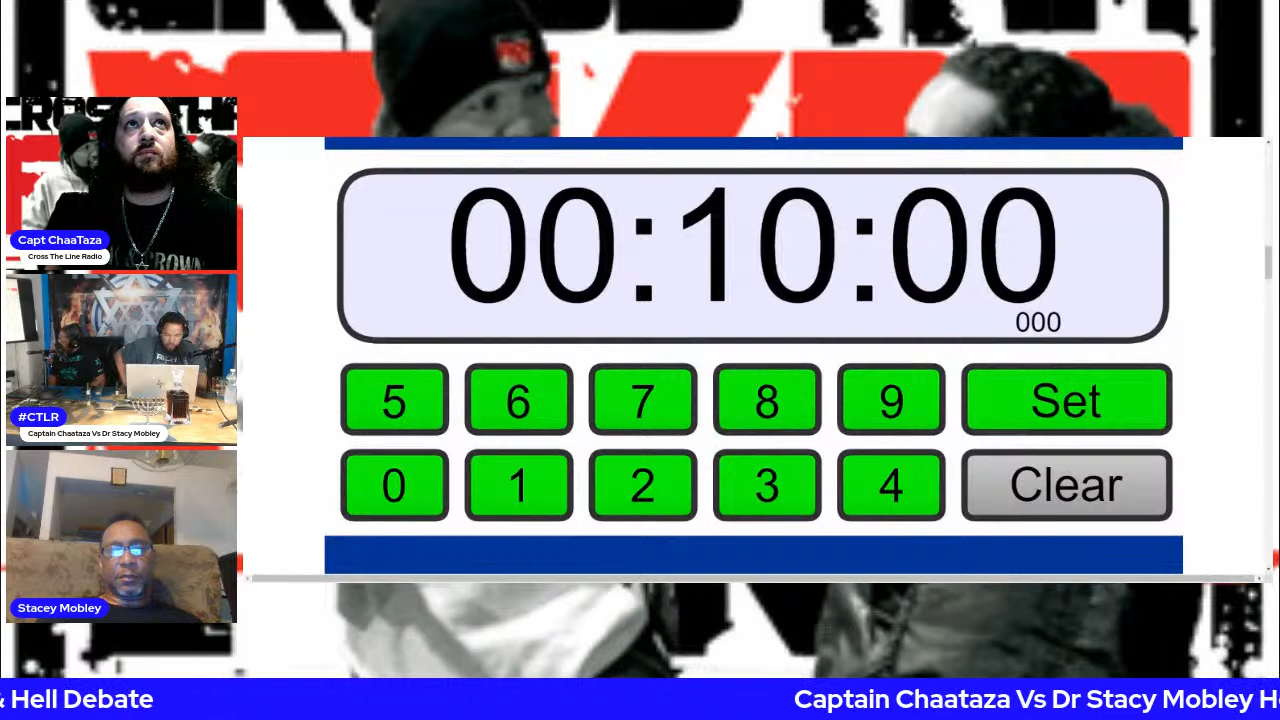 Capt ChaaTaza
Cross The Line Radio
#CTLR
Captain Chaataza Vs Dr Stacy Mobley
Stacey Mobley
00:10:00
000
5 6 7 8 9 Set
0 1 2 3 4 Clear
& Hell Debate
Captain Chaataza Vs Dr Stacy Mobley H